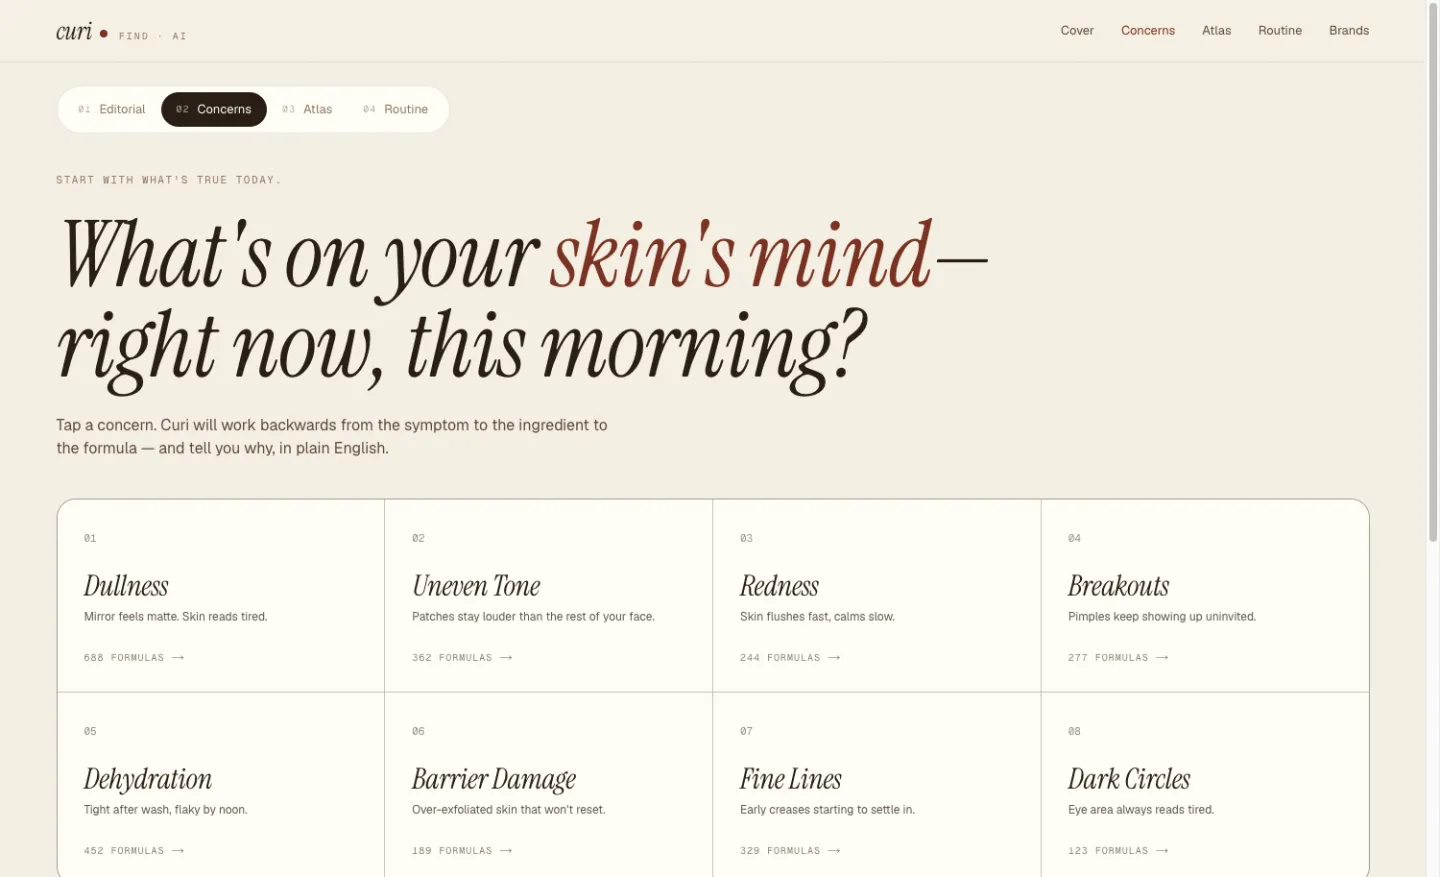 curi FIND · AI
Cover Concerns Atlas Routine Brands
01 Editorial 02 Concerns 03 Atlas 04 Routine
START WITH WHAT'S TRUE TODAY.
What's on your skin's mind—
right now, this morning?
Tap a concern. Curi will work backwards from the symptom to the ingredient to
the formula — and tell you why, in plain English.
01
Dullness
Mirror feels matte. Skin reads tired.
688 FORMULAS →
02
Uneven Tone
Patches stay louder than the rest of your face.
362 FORMULAS →
03
Redness
Skin flushes fast, calms slow.
244 FORMULAS →
04
Breakouts
Pimples keep showing up uninvited.
277 FORMULAS →
05
Dehydration
Tight after wash, flaky by noon.
452 FORMULAS →
06
Barrier Damage
Over-exfoliated skin that won't reset.
189 FORMULAS →
07
Fine Lines
Early creases starting to settle in.
329 FORMULAS →
08
Dark Circles
Eye area always reads tired.
123 FORMULAS →